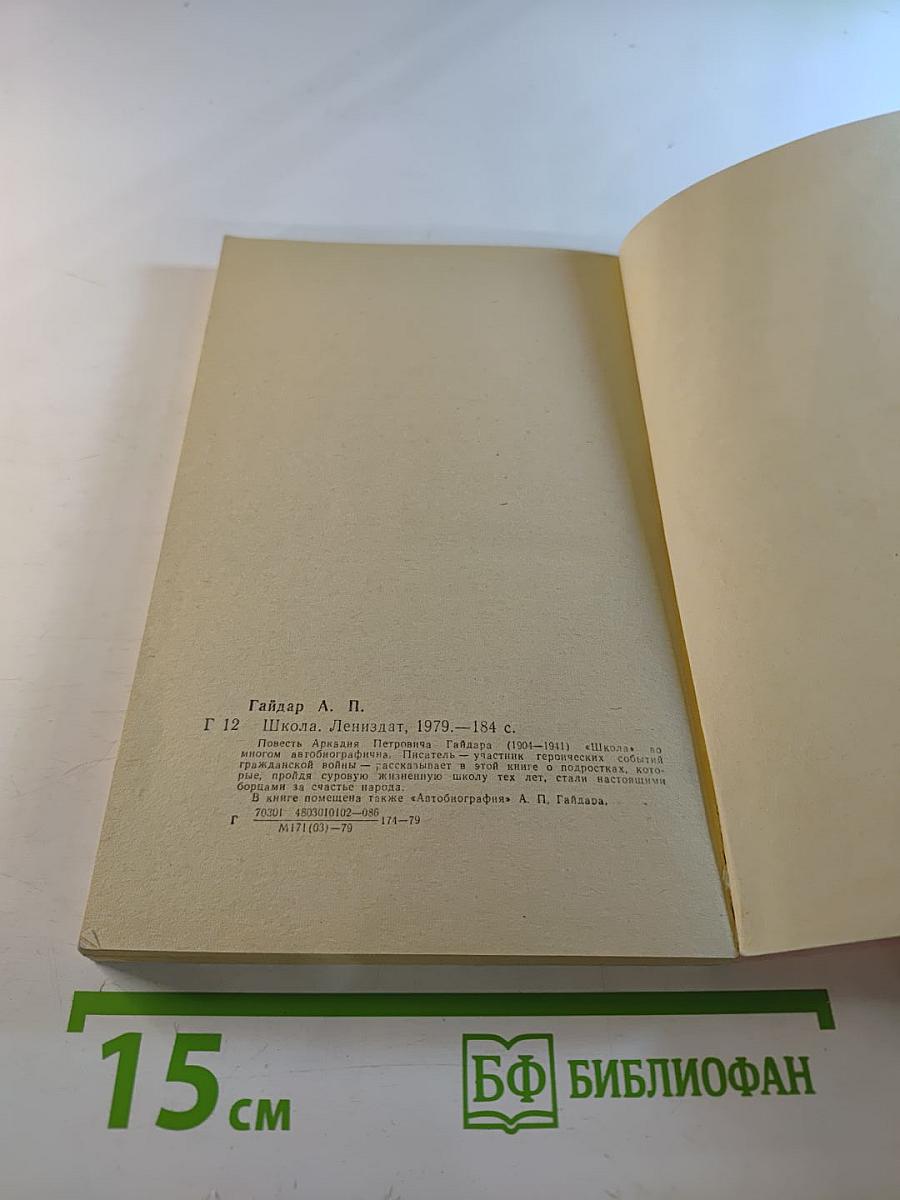 Гайдар А. П.
Г 12 Школа. Лениздат, 1979.—184 с.
Повесть Аркадия Петровича Гайдара (1904—1941) «Школа» во
многом автобиографична. Писатель — участник героических событий
гражданской войны — рассказывает в этой книге о подростках, кото-
рые, пройдя суровую жизненную школу тех лет, стали настоящими
борцами за счастье народа.
В книге помещена также «Автобиография» А. П. Гайдара.
70301 4803010102—086
Г 174—79
М171(03)—79
15 см
БФ БИБЛИОФАН